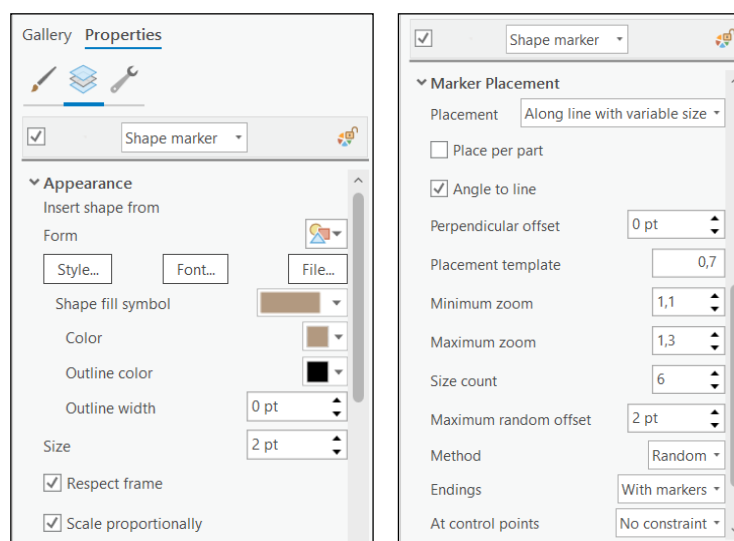 Gallery Properties
Shape marker
Appearance
Insert shape from
Form
Style... Font... File...
Shape fill symbol
Color
Outline color
Outline width 0 pt
Size 2 pt
Respect frame
Scale proportionally
Shape marker
Marker Placement
Placement Along line with variable size
Place per part
Angle to line
Perpendicular offset 0 pt
Placement template 0,7
Minimum zoom 1,1
Maximum zoom 1,3
Size count 6
Maximum random offset 2 pt
Method Random
Endings With markers
At control points No constraint